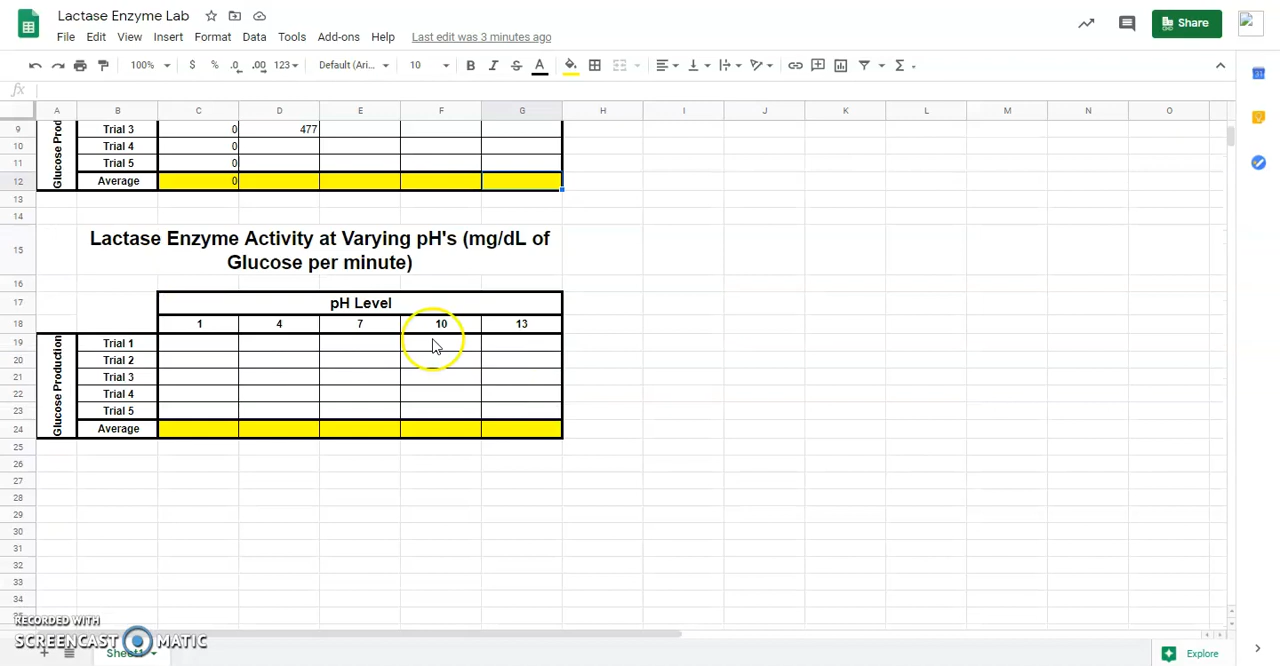 Lactase Enzyme Lab
File Edit View Insert Format Data Tools Add-ons Help Last edit was 3 minutes ago
Share
100% $ % .0 .00 123 Default (Ari... 10 B I S A
fx
A B C D E F G H I J K L M N O
9 Trial 3 0 477
10 Trial 4 0
11 Trial 5 0
12 Average 0
Glucose Prod
13
14
15 Lactase Enzyme Activity at Varying pH's (mg/dL of
Glucose per minute)
16
17 pH Level
18 1 4 7 10 13
19 Trial 1
20 Trial 2
21 Trial 3
22 Trial 4
23 Trial 5
24 Average
Glucose Production
25
26
27
28
29
30
31
32
33
34
RECORDED WITH
SCREENCAST MATIC
Sheet1
Explore
31